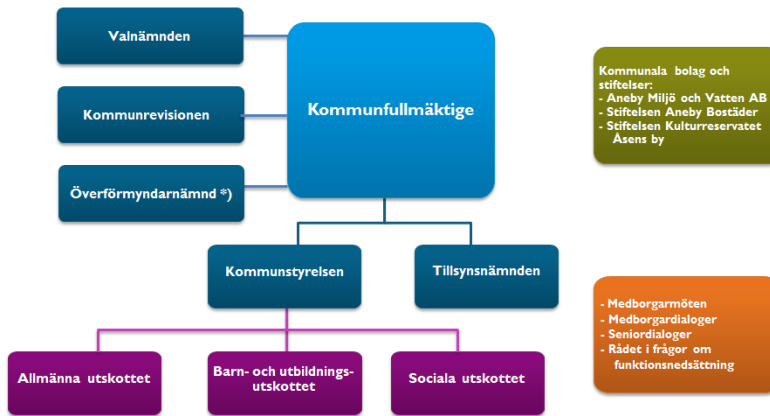 Valnämnden
Kommunfullmäktige
Kommunrevisionen
Överförmyndarnämnd *)
Kommunala bolag och
stiftelser:
- Aneby Miljö och Vatten AB
- Stiftelsen Aneby Bostäder
- Stiftelsen Kulturreservatet
Åsens by
Kommunstyrelsen
Tillsynsnämnden
- Medborgarmöten
- Medborgardialoger
- Seniordialoger
- Rådet i frågor om
funktionsnedsättning
Allmänna utskottet
Barn- och utbildnings-
utskottet
Sociala utskottet